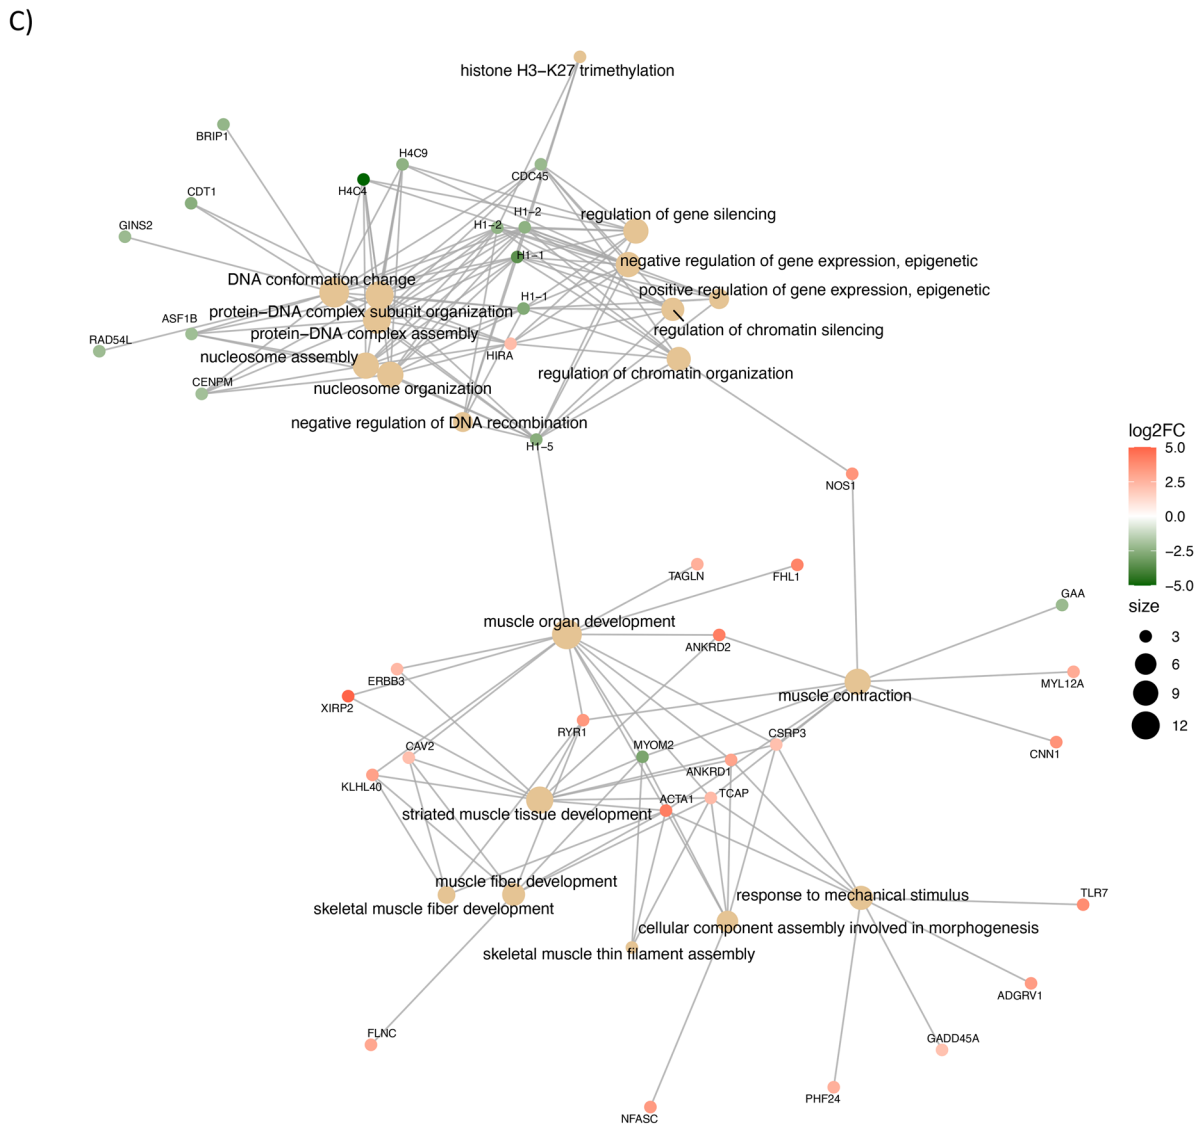 C)
histone H3−K27 trimethylation
BRIP1
H4C9
CDC45
H4C4
CDT1
H1−2
regulation of gene silencing
GINS2
H1−2
H1−1
negative regulation of gene expression, epigenetic
DNA conformation change
positive regulation of gene expression, epigenetic
H1−1
protein−DNA complex subunit organization
ASF1B
regulation of chromatin silencing
protein−DNA complex assembly
RAD54L
nucleosome assembly
HIRA
regulation of chromatin organization
CENPM
nucleosome organization
negative regulation of DNA recombination
log2FC
H1−5
5.0
2.5
0.0
−2.5
−5.0
NOS1
TAGLN
FHL1
GAA
size
3
6
9
12
muscle organ development
ANKRD2
ERBB3
MYL12A
muscle contraction
XIRP2
RYR1
CSRP3
CAV2
MYOM2
CNN1
ANKRD1
KLHL40
ACTA1
TCAP
striated muscle tissue development
muscle fiber development
response to mechanical stimulus
TLR7
skeletal muscle fiber development
cellular component assembly involved in morphogenesis
skeletal muscle thin filament assembly
ADGRV1
FLNC
GADD45A
PHF24
NFASC